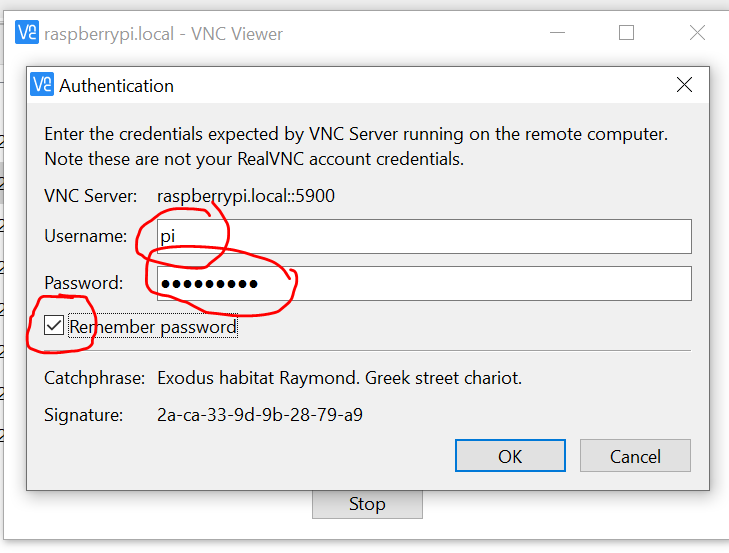 VNC raspberrypi.local - VNC Viewer
VNC Authentication
Enter the credentials expected by VNC Server running on the remote computer.
Note these are not your RealVNC account credentials.
VNC Server: raspberrypi.local::5900
Username: pi
Password: ●●●●●●●●●
Remember password
Catchphrase: Exodus habitat Raymond. Greek street chariot.
Signature: 2a-ca-33-9d-9b-28-79-a9
OK Cancel
Stop